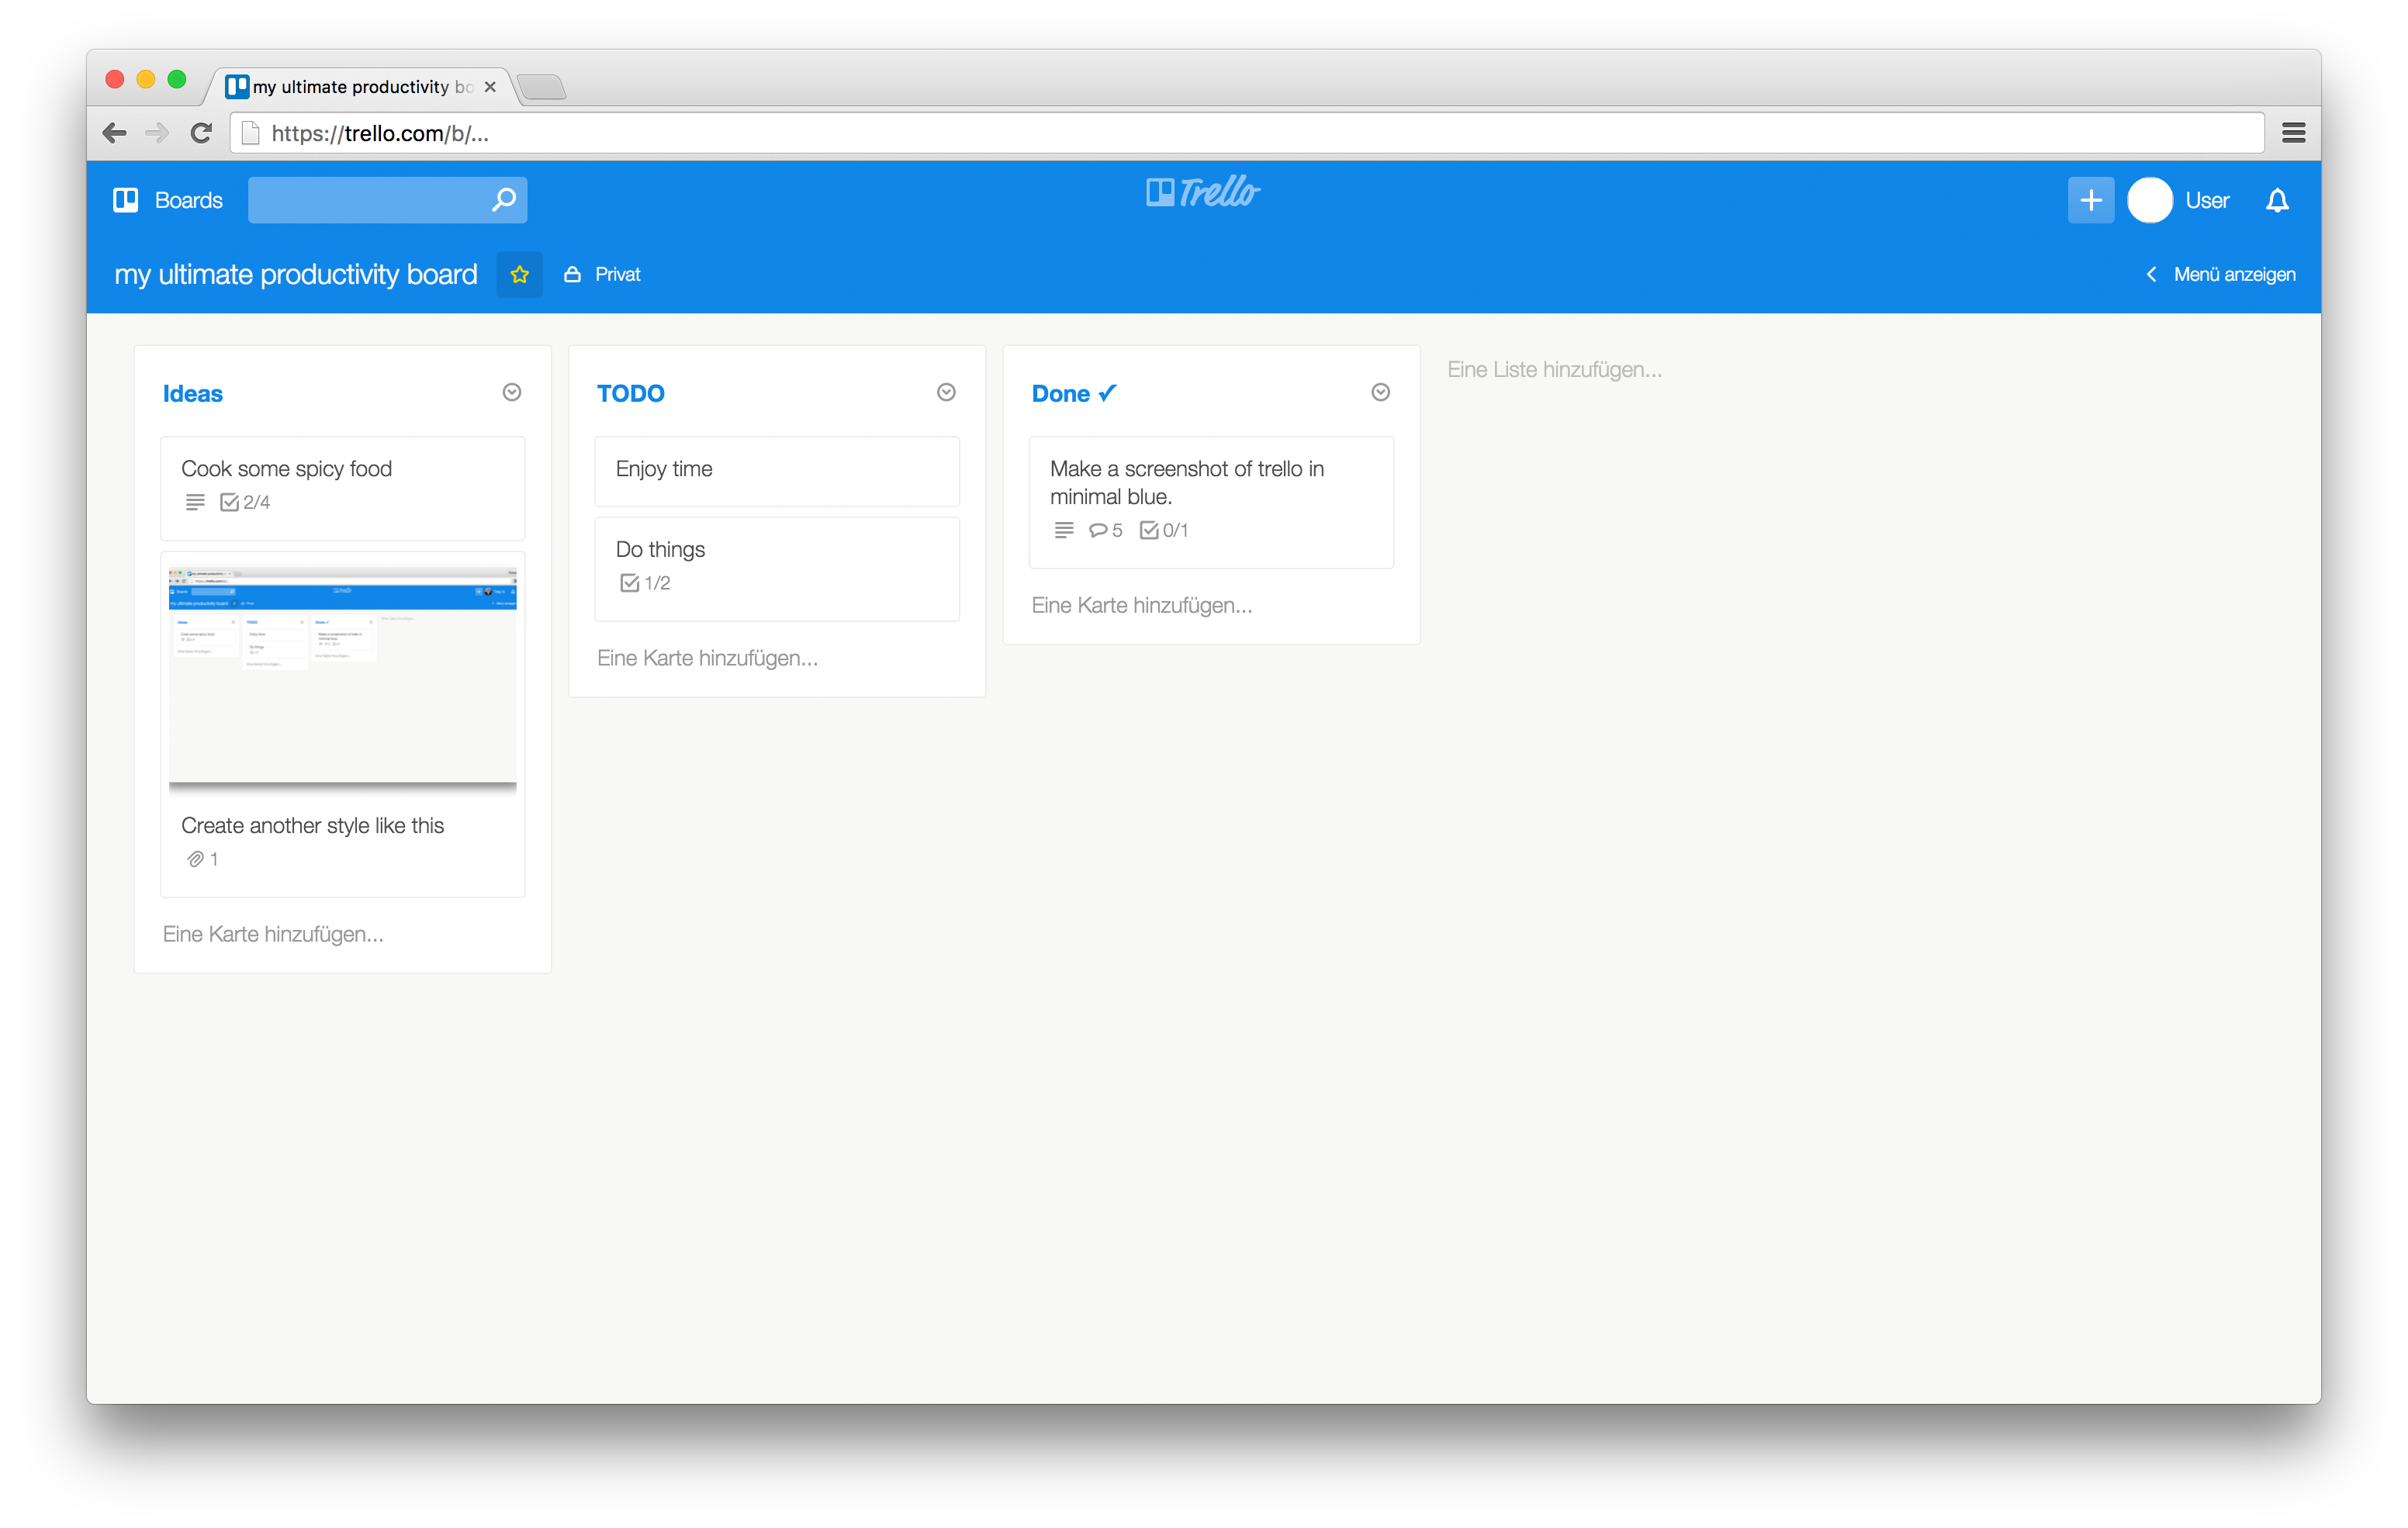 my ultimate productivity bo
https://trello.com/b/...
Boards
Trello
User
my ultimate productivity board
Privat
Menü anzeigen
Ideas
Cook some spicy food
2/4
Create another style like this
1
Eine Karte hinzufügen...
TODO
Enjoy time
Do things
1/2
Eine Karte hinzufügen...
Done ✓
Make a screenshot of trello in
minimal blue.
5 0/1
Eine Karte hinzufügen...
Eine Liste hinzufügen...